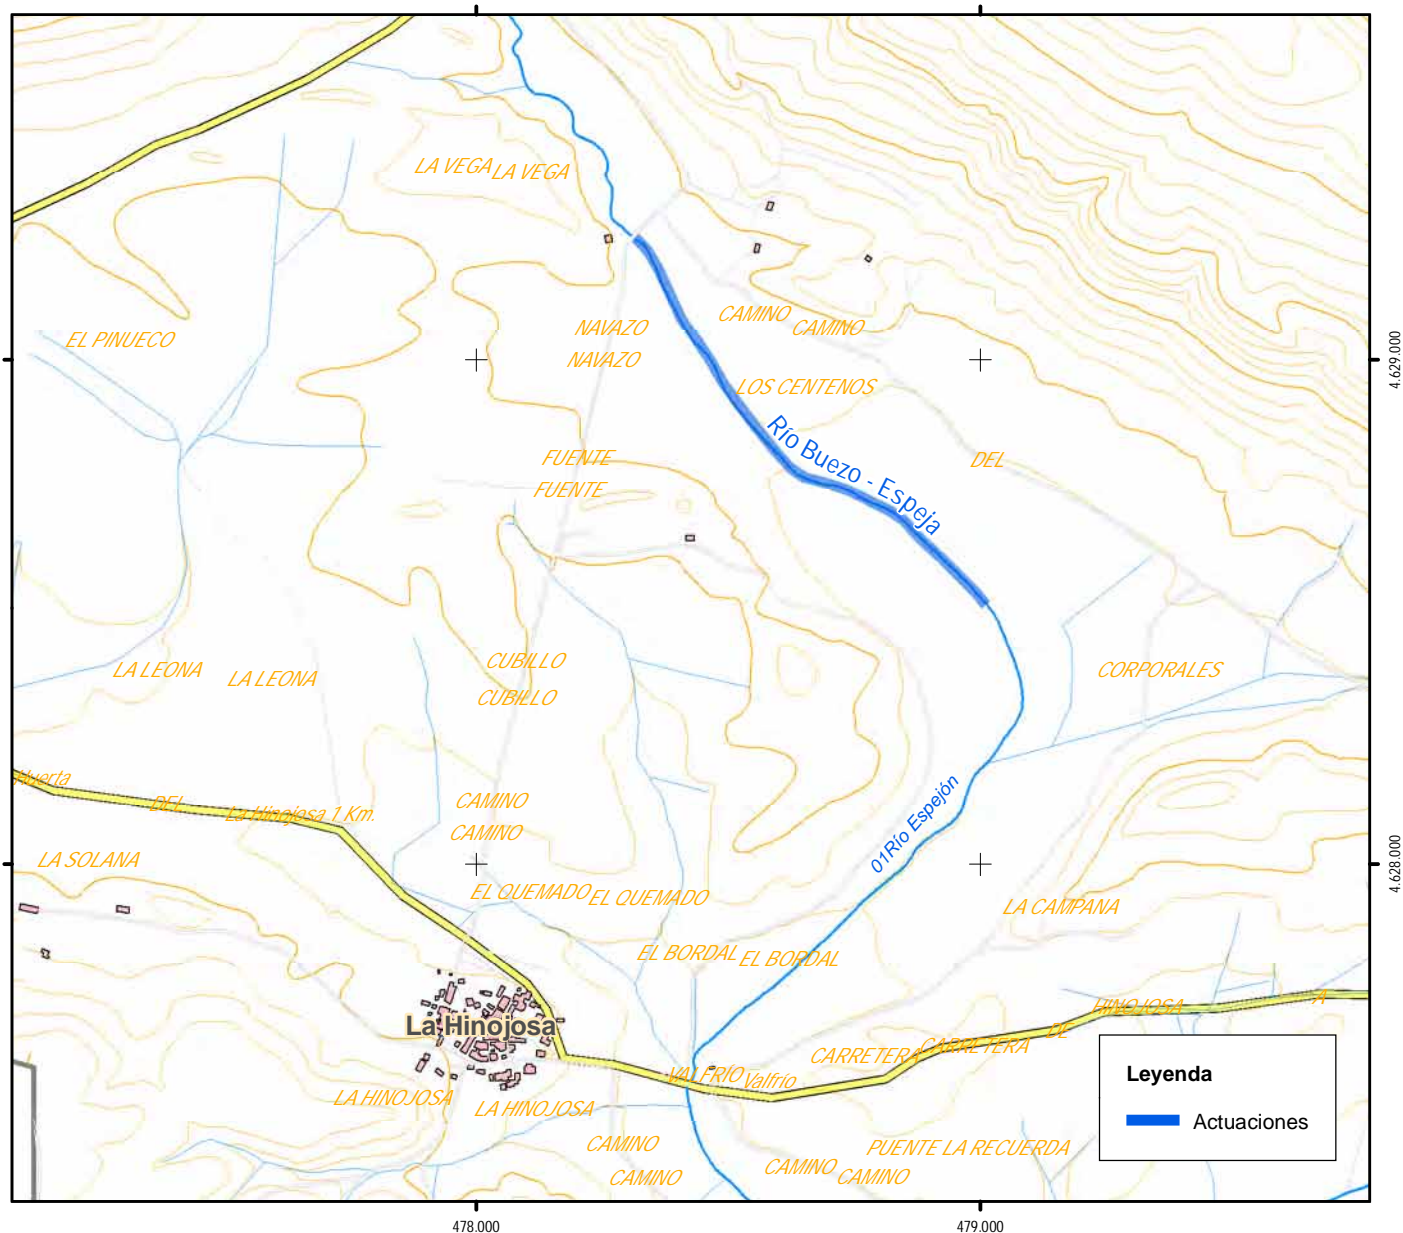 LA VEGA LA VEGA
EL PINUECO
NAVAZO
NAVAZO
CAMINO
CAMINO
4.629.000
LOS CENTENOS
Río Buezo - Espeja
FUENTE
FUENTE
DEL
LA LEONA
LA LEONA
CUBILLO
CUBILLO
CORPORALES
Huerta
DEL
La Hinojosa 1 Km.
CAMINO
CAMINO
01Río Espejón
4.628.000
LA SOLANA
EL QUEMADO EL QUEMADO
LA CAMPANA
EL BORDAL EL BORDAL
HINOJOSA
A
DE
La Hinojosa
CARRETERA CARRETERA
VALFRÍO Valfrío
LA HINOJOSA
LA HINOJOSA
CAMINO
CAMINO
CAMINO
CAMINO
PUENTE LA RECUERDA
Leyenda
Actuaciones
478.000
479.000